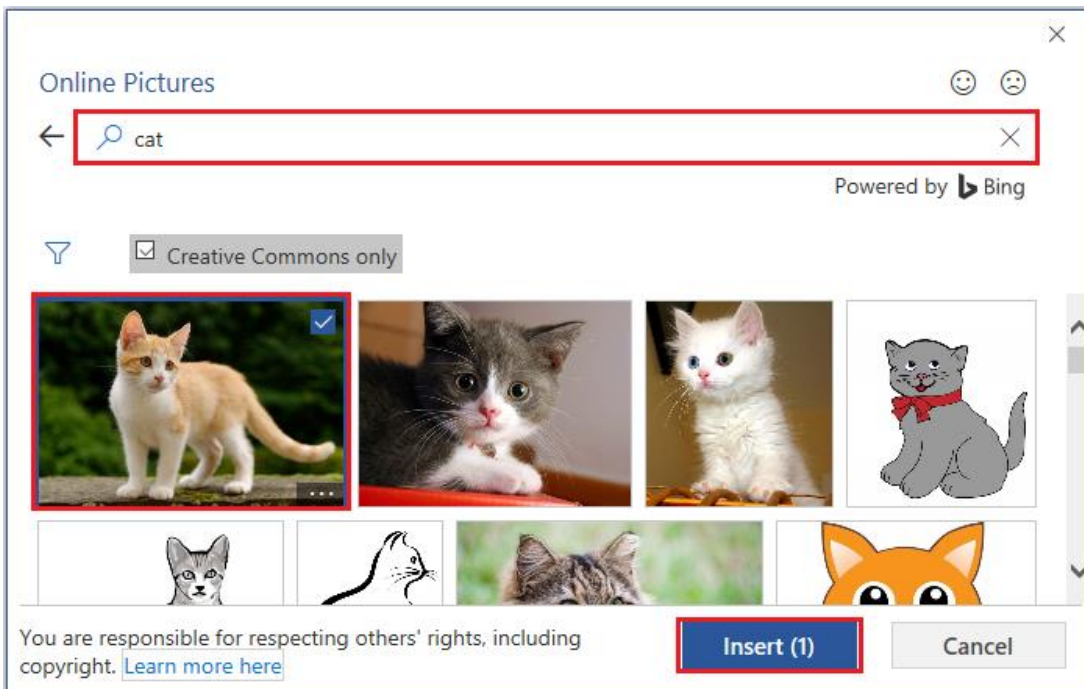 Online Pictures
cat
Powered by Bing
Creative Commons only
You are responsible for respecting others' rights, including
copyright. Learn more here
Insert (1)
Cancel